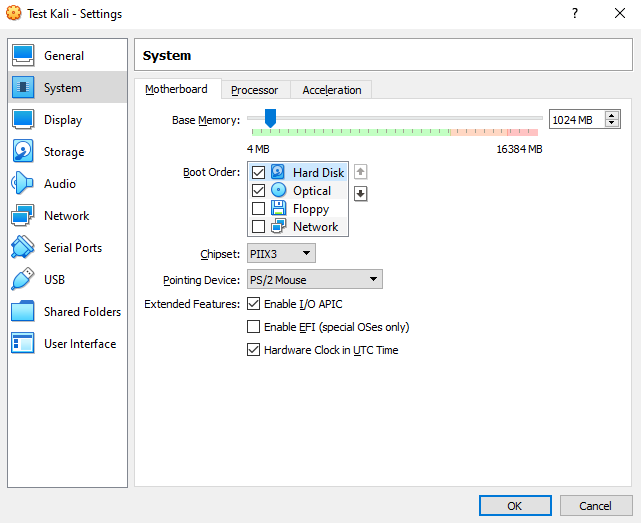 Test Kali - Settings
General
System
Display
Storage
Audio
Network
Serial Ports
USB
Shared Folders
User Interface
System
Motherboard Processor Acceleration
Base Memory: 1024 MB
4 MB 16384 MB
Boot Order: Hard Disk
Optical
Floppy
Network
Chipset: PIIX3
Pointing Device: PS/2 Mouse
Extended Features: Enable I/O APIC
Enable EFI (special OSes only)
Hardware Clock in UTC Time
OK Cancel